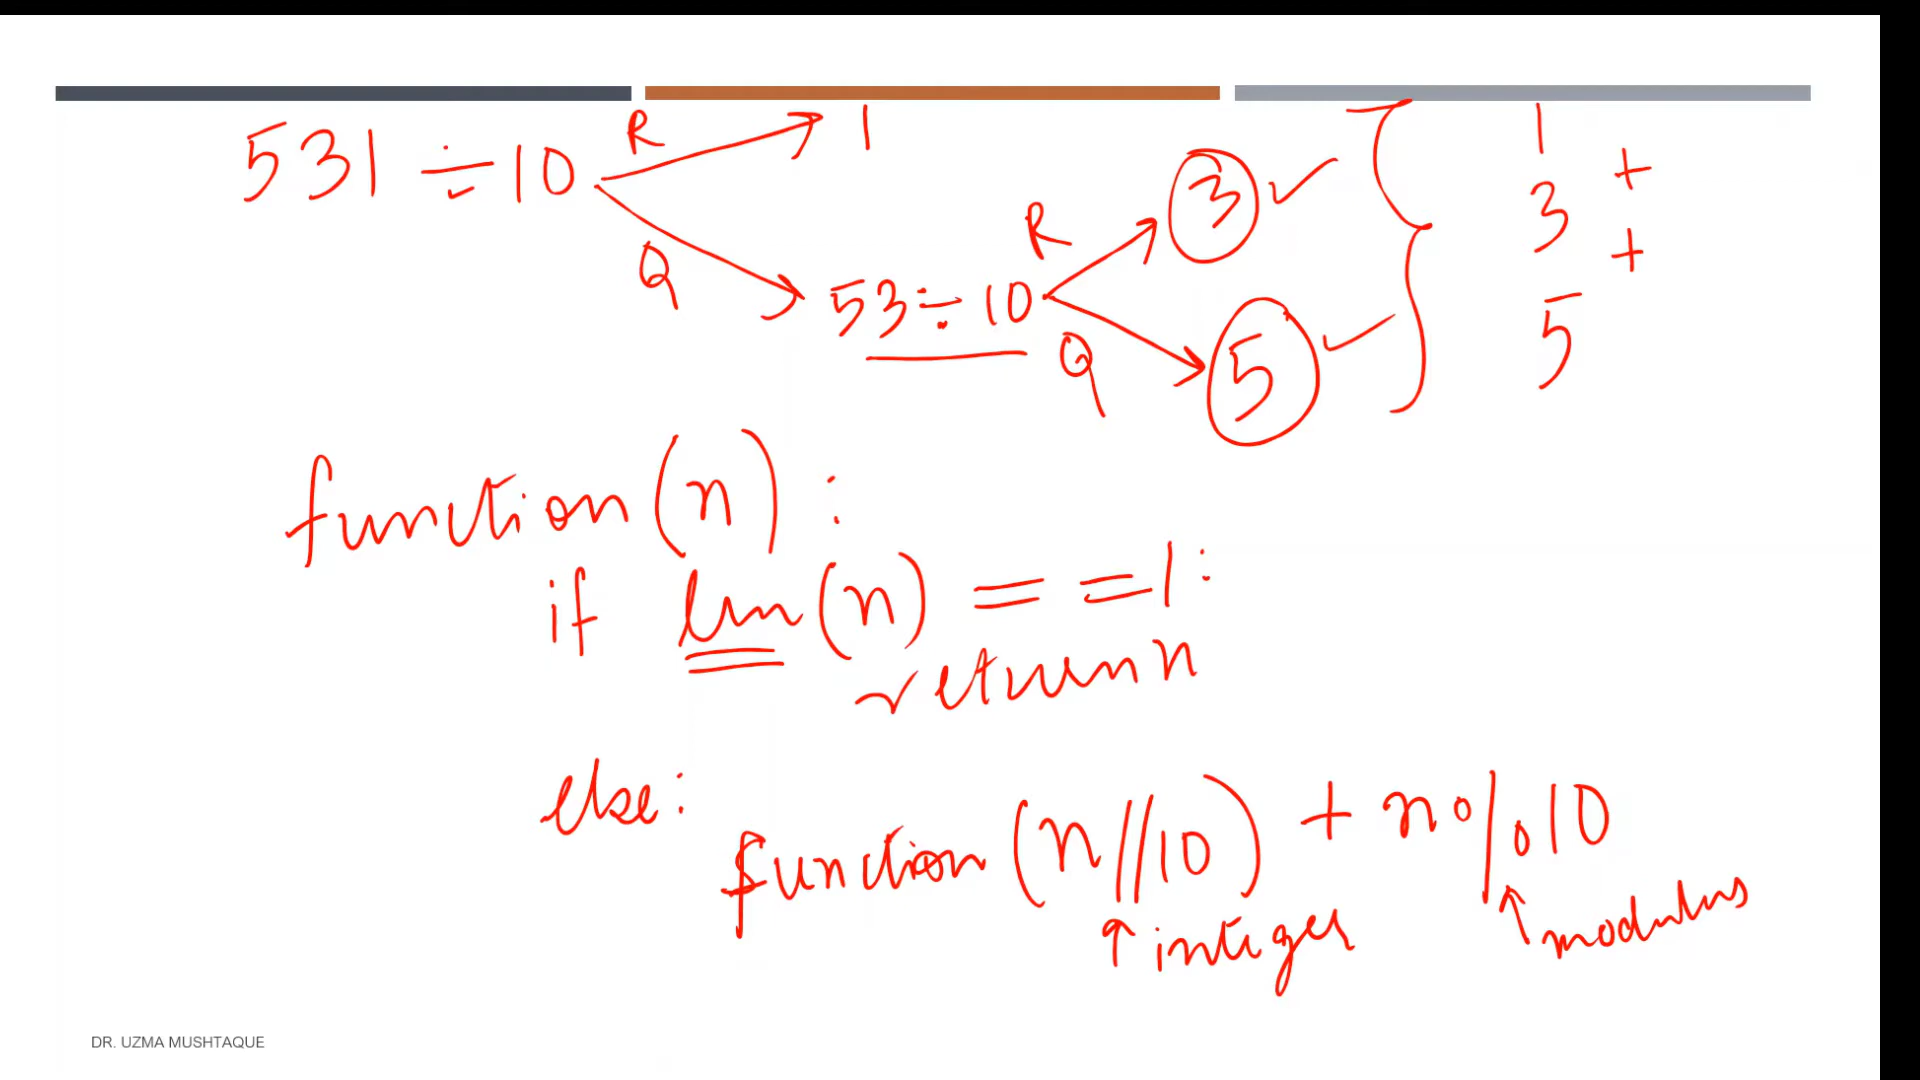 531 ÷ 10
R
1
Q
53 ÷ 10
R
3
Q
5
1
+
3
+
5
function(n):
if len(n) == 1:
return n
else:
function(n//10) + n%10
↑ integer
↑ modulus
DR. UZMA MUSHTAQUE